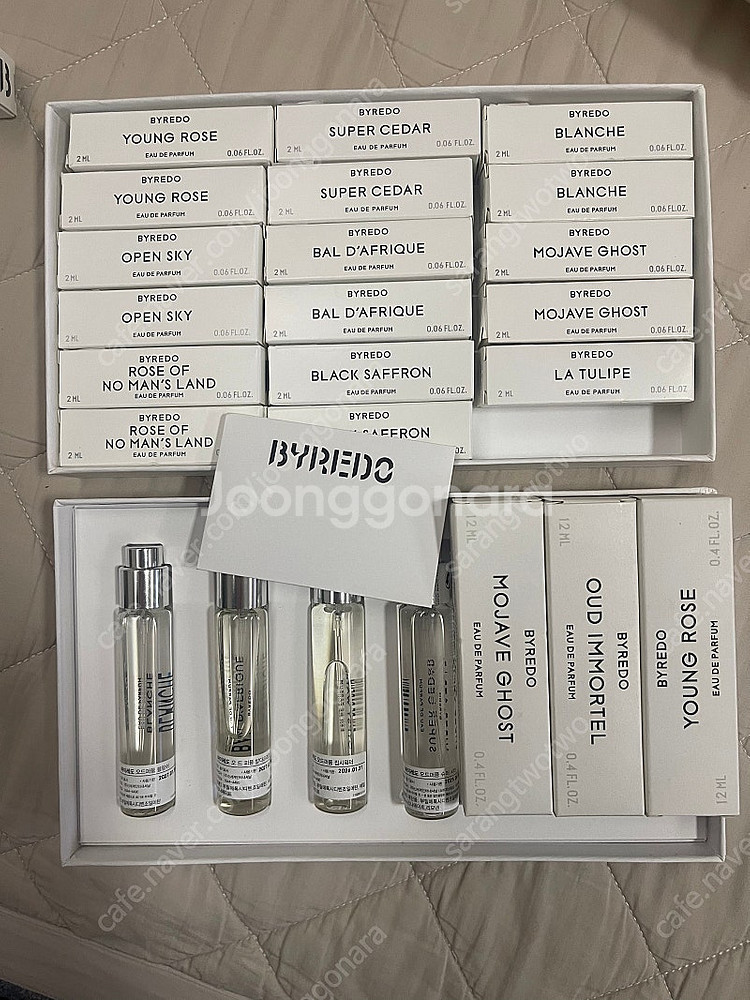 BYREDO
YOUNG ROSE
EAU DE PARFUM
2 ML
0.06 FL.OZ.
BYREDO
YOUNG ROSE
EAU DE PARFUM
2 ML
0.06 FL.OZ.
BYREDO
OPEN SKY
EAU DE PARFUM
2 ML
0.06 FL.OZ.
BYREDO
OPEN SKY
EAU DE PARFUM
2 ML
0.06 FL.OZ.
BYREDO
ROSE OF
NO MAN'S LAND
EAU DE PARFUM
2 ML
0.06 FL.OZ.
BYREDO
ROSE OF
NO MAN'S LAND
EAU DE PARFUM
2 ML
BYREDO
SUPER CEDAR
EAU DE PARFUM
2 ML
0.06 FL.OZ.
BYREDO
SUPER CEDAR
EAU DE PARFUM
2 ML
0.06 FL.OZ.
BYREDO
BAL D'AFRIQUE
EAU DE PARFUM
2 ML
0.06 FL.OZ.
BYREDO
BAL D'AFRIQUE
EAU DE PARFUM
2 ML
0.06 FL.OZ.
BYREDO
BLACK SAFFRON
EAU DE PARFUM
2 ML
0.06 FL.OZ.
BYREDO
SAFFRON
BYREDO
BLANCHE
EAU DE PARFUM
2 ML
0.06 FL.OZ.
BYREDO
BLANCHE
EAU DE PARFUM
2 ML
0.06 FL.OZ.
BYREDO
MOJAVE GHOST
EAU DE PARFUM
2 ML
0.06 FL.OZ.
BYREDO
MOJAVE GHOST
EAU DE PARFUM
2 ML
0.06 FL.OZ.
BYREDO
LA TULIPE
EAU DE PARFUM
2 ML
0.06 FL.OZ.
BYREDO
Joonggonara
BLANCHE
SUPER CEDAR
12 ML
BYREDO
MOJAVE GHOST
EAU DE PARFUM
0.4 FL.OZ.
12 ML
BYREDO
OUD IMMORTEL
EAU DE PARFUM
0.4 FL.OZ.
0.4 FL.OZ.
BYREDO
YOUNG ROSE
EAU DE PARFUM
12 ML